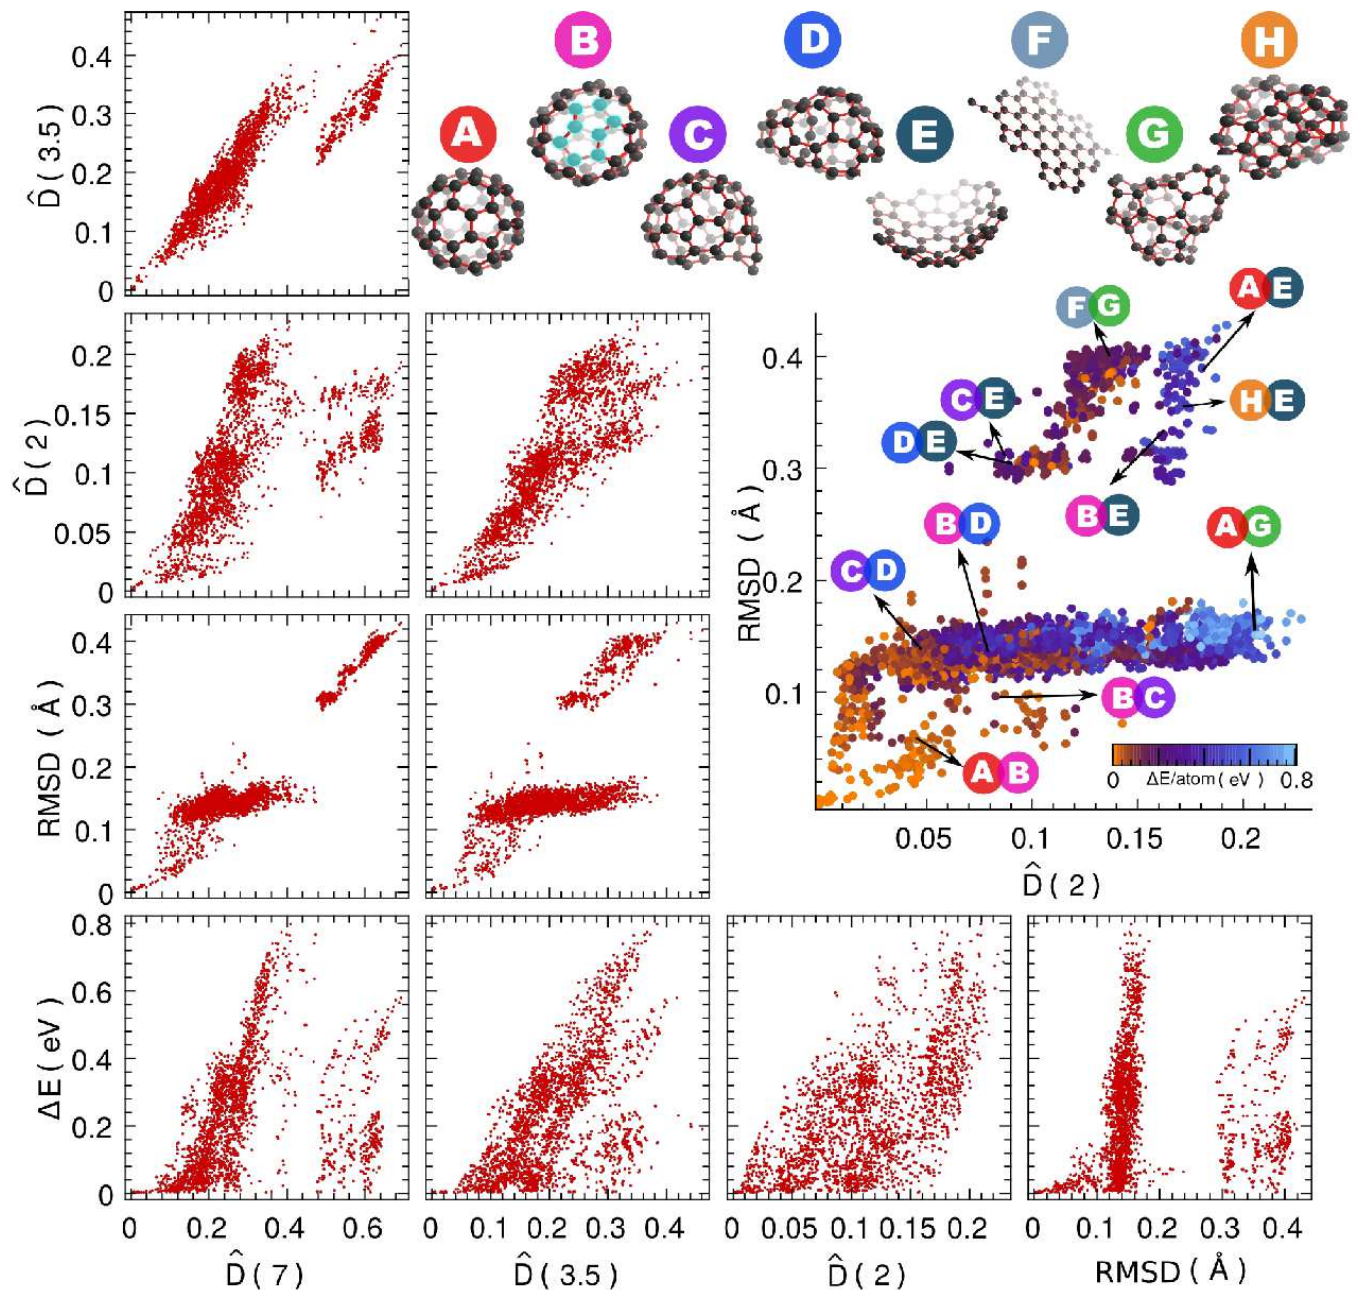 B D F H
A C E G
0.4
0.3
0.2
0.1
0
D̂ ( 3.5 )
A E
F G
0.2
0.15
0.1
0.05
0
D̂ ( 2 )
0.4
0.3
0.2
0.1
RMSD ( Å )
C E
H E
D E
B E
B D
A G
C D
B C
A B
0 ΔE/atom ( eV ) 0.8
0.05 0.1 0.15 0.2
D̂ ( 2 )
0.4
0.3
0.2
0.1
0
RMSD ( Å )
0.8
0.6
0.4
0.2
0
ΔE ( eV )
0 0.2 0.4 0.6
D̂ ( 7 )
0 0.1 0.2 0.3 0.4
D̂ ( 3.5 )
0 0.05 0.1 0.15 0.2
D̂ ( 2 )
0 0.1 0.2 0.3 0.4
RMSD ( Å )